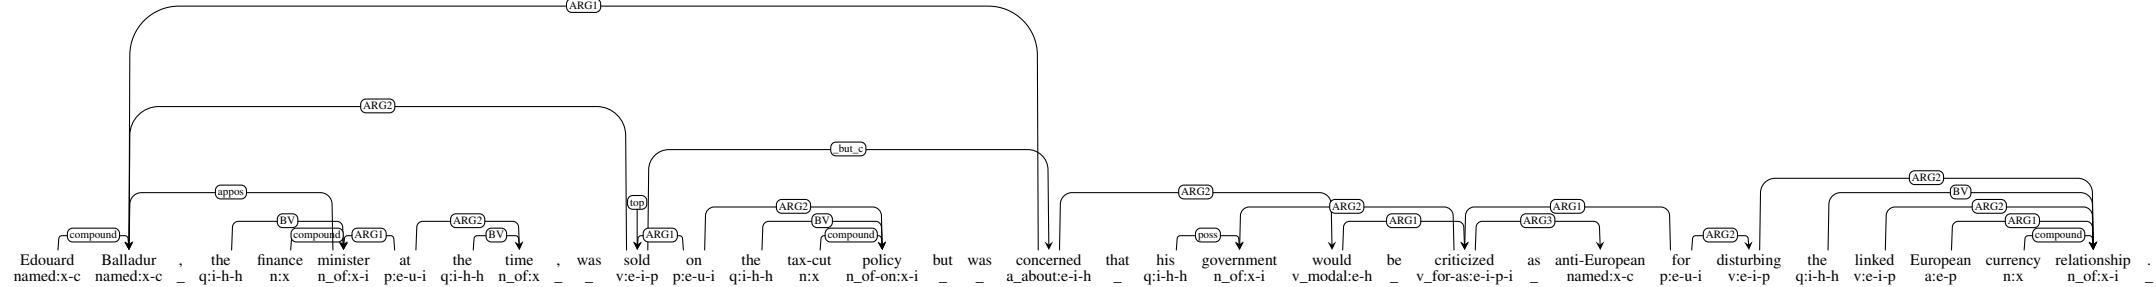 ARG1
ARG2
_but_c
appos top ARG2 ARG2
ARG2 BV
ARG2 ARG2 ARG1 ARG2
BV ARG2 BV ARG1 ARG3 ARG1
compound compound ARG1 BV ARG1 compound poss ARG2 compound
Edouard Balladur , the finance minister at the time , was sold on the tax-cut policy but was concerned that his government would be criticized as anti-European for disturbing the linked European currency relationship .
named:x-c named:x-c _ q:i-h-h n:x n_of:x-i p:e-u-i q:i-h-h n_of:x _ _ v:e-i-p p:e-u-i q:i-h-h n:x n_of-on:x-i _ _ a_about:e-i-h _ q:i-h-h n_of:x-i v_modal:e-h _ v_for-as:e-i-p-i _ named:x-c p:e-u-i v:e-i-p q:i-h-h v:e-i-p a:e-p n:x n_of:x-i _